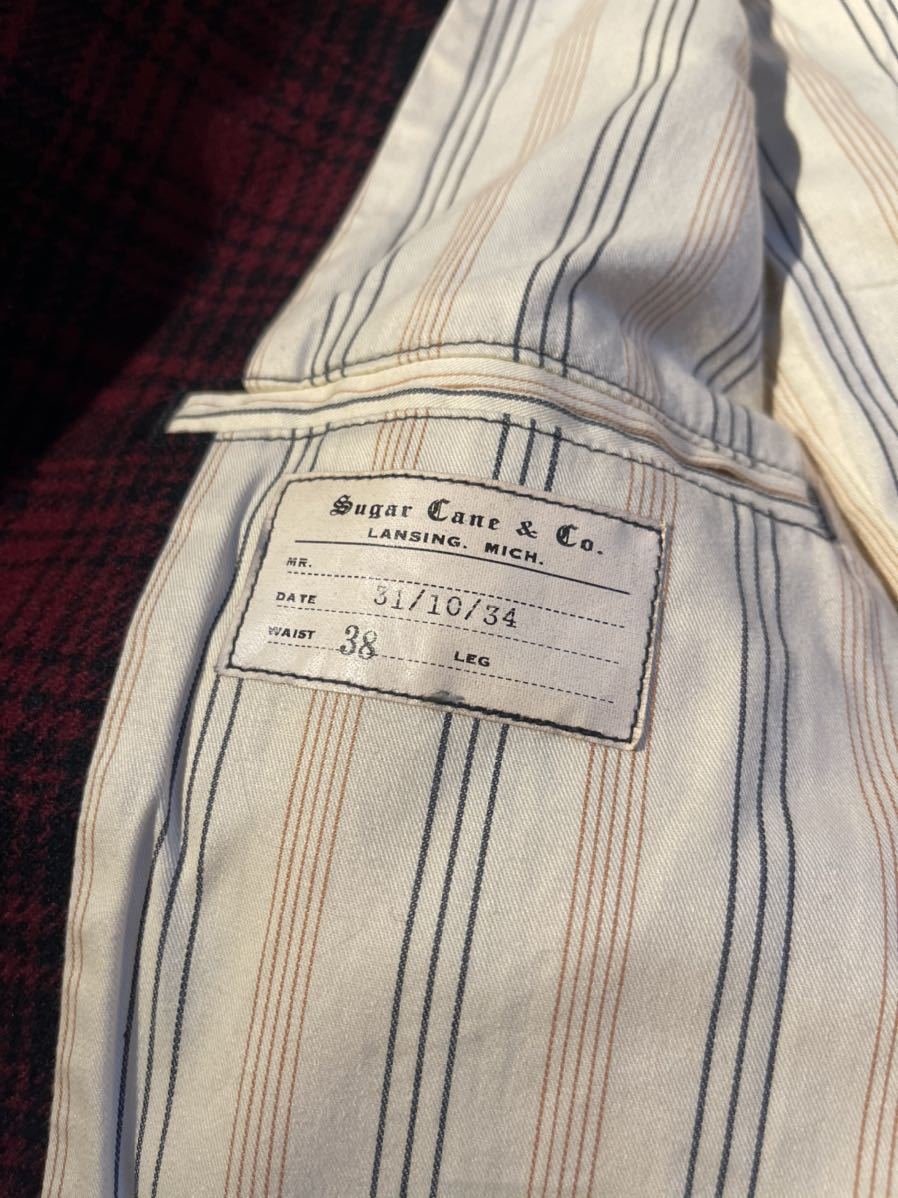 Sugar Cane & Co.
LANSING. MICH.
MR.
DATE 31/10/34
WAIST 38 LEG